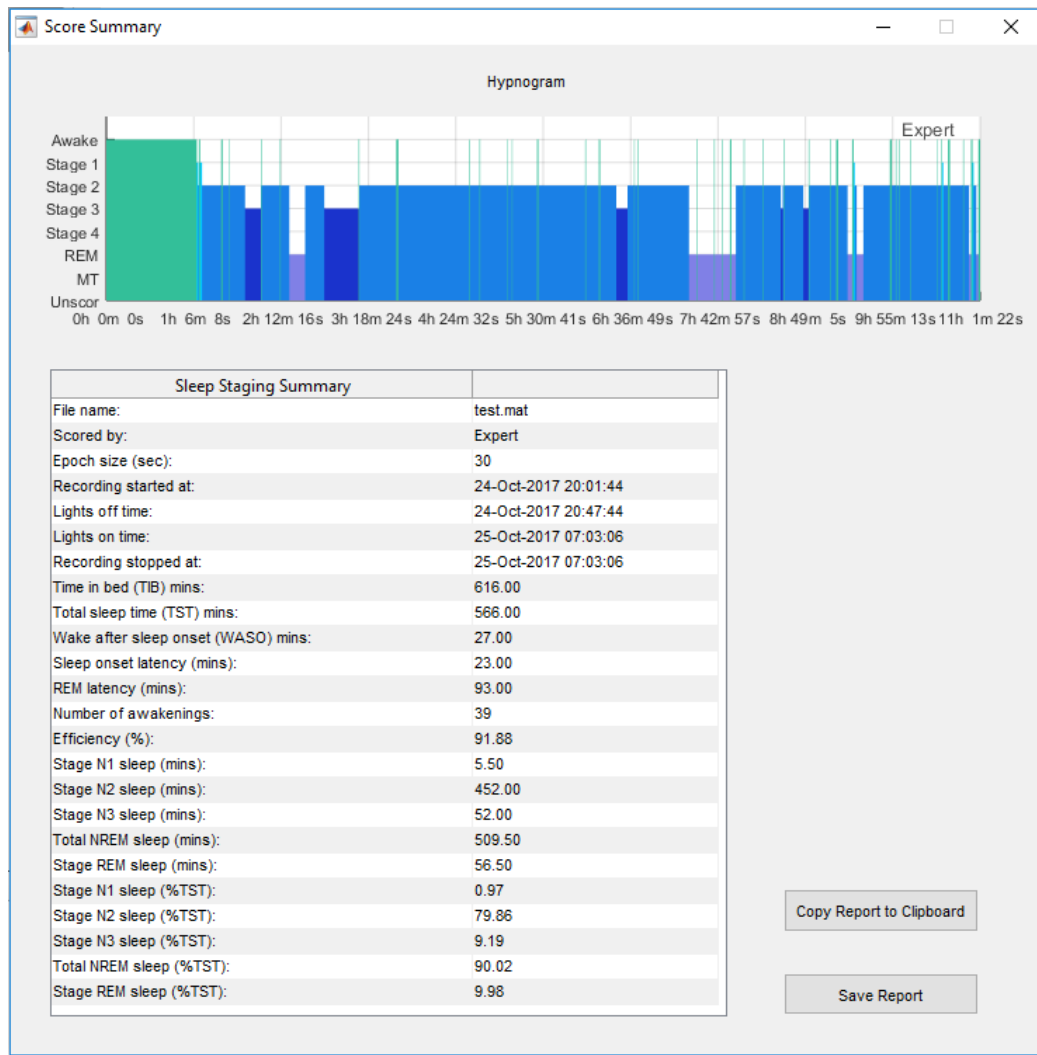 Score Summary
Hypnogram
Expert
Awake
Stage 1
Stage 2
Stage 3
Stage 4
REM
MT
Unscor
0h 0m 0s 1h 6m 8s 2h 12m 16s 3h 18m 24s 4h 24m 32s 5h 30m 41s 6h 36m 49s 7h 42m 57s 8h 49m 5s 9h 55m 13s 11h 1m 22s
Sleep Staging Summary
File name: test.mat
Scored by: Expert
Epoch size (sec): 30
Recording started at: 24-Oct-2017 20:01:44
Lights off time: 24-Oct-2017 20:47:44
Lights on time: 25-Oct-2017 07:03:06
Recording stopped at: 25-Oct-2017 07:03:06
Time in bed (TIB) mins: 616.00
Total sleep time (TST) mins: 566.00
Wake after sleep onset (WASO) mins: 27.00
Sleep onset latency (mins): 23.00
REM latency (mins): 93.00
Number of awakenings: 39
Efficiency (%): 91.88
Stage N1 sleep (mins): 5.50
Stage N2 sleep (mins): 452.00
Stage N3 sleep (mins): 52.00
Total NREM sleep (mins): 509.50
Stage REM sleep (mins): 56.50
Stage N1 sleep (%TST): 0.97
Stage N2 sleep (%TST): 79.86
Stage N3 sleep (%TST): 9.19
Total NREM sleep (%TST): 90.02
Stage REM sleep (%TST): 9.98
Copy Report to Clipboard
Save Report